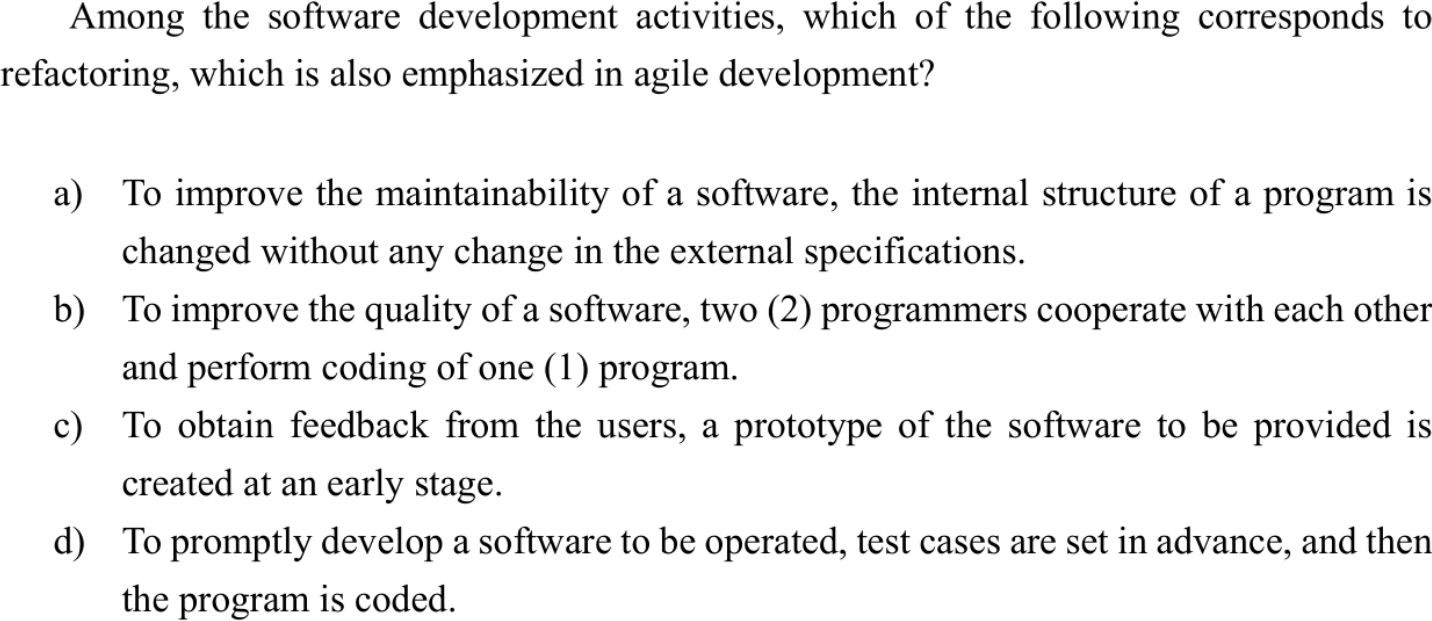 Among the software development activities, which of the following corresponds to
refactoring, which is also emphasized in agile development?
a) To improve the maintainability of a software, the internal structure of a program is
changed without any change in the external specifications.
b) To improve the quality of a software, two (2) programmers cooperate with each other
and perform coding of one (1) program.
c) To obtain feedback from the users, a prototype of the software to be provided is
created at an early stage.
d) To promptly develop a software to be operated, test cases are set in advance, and then
the program is coded.